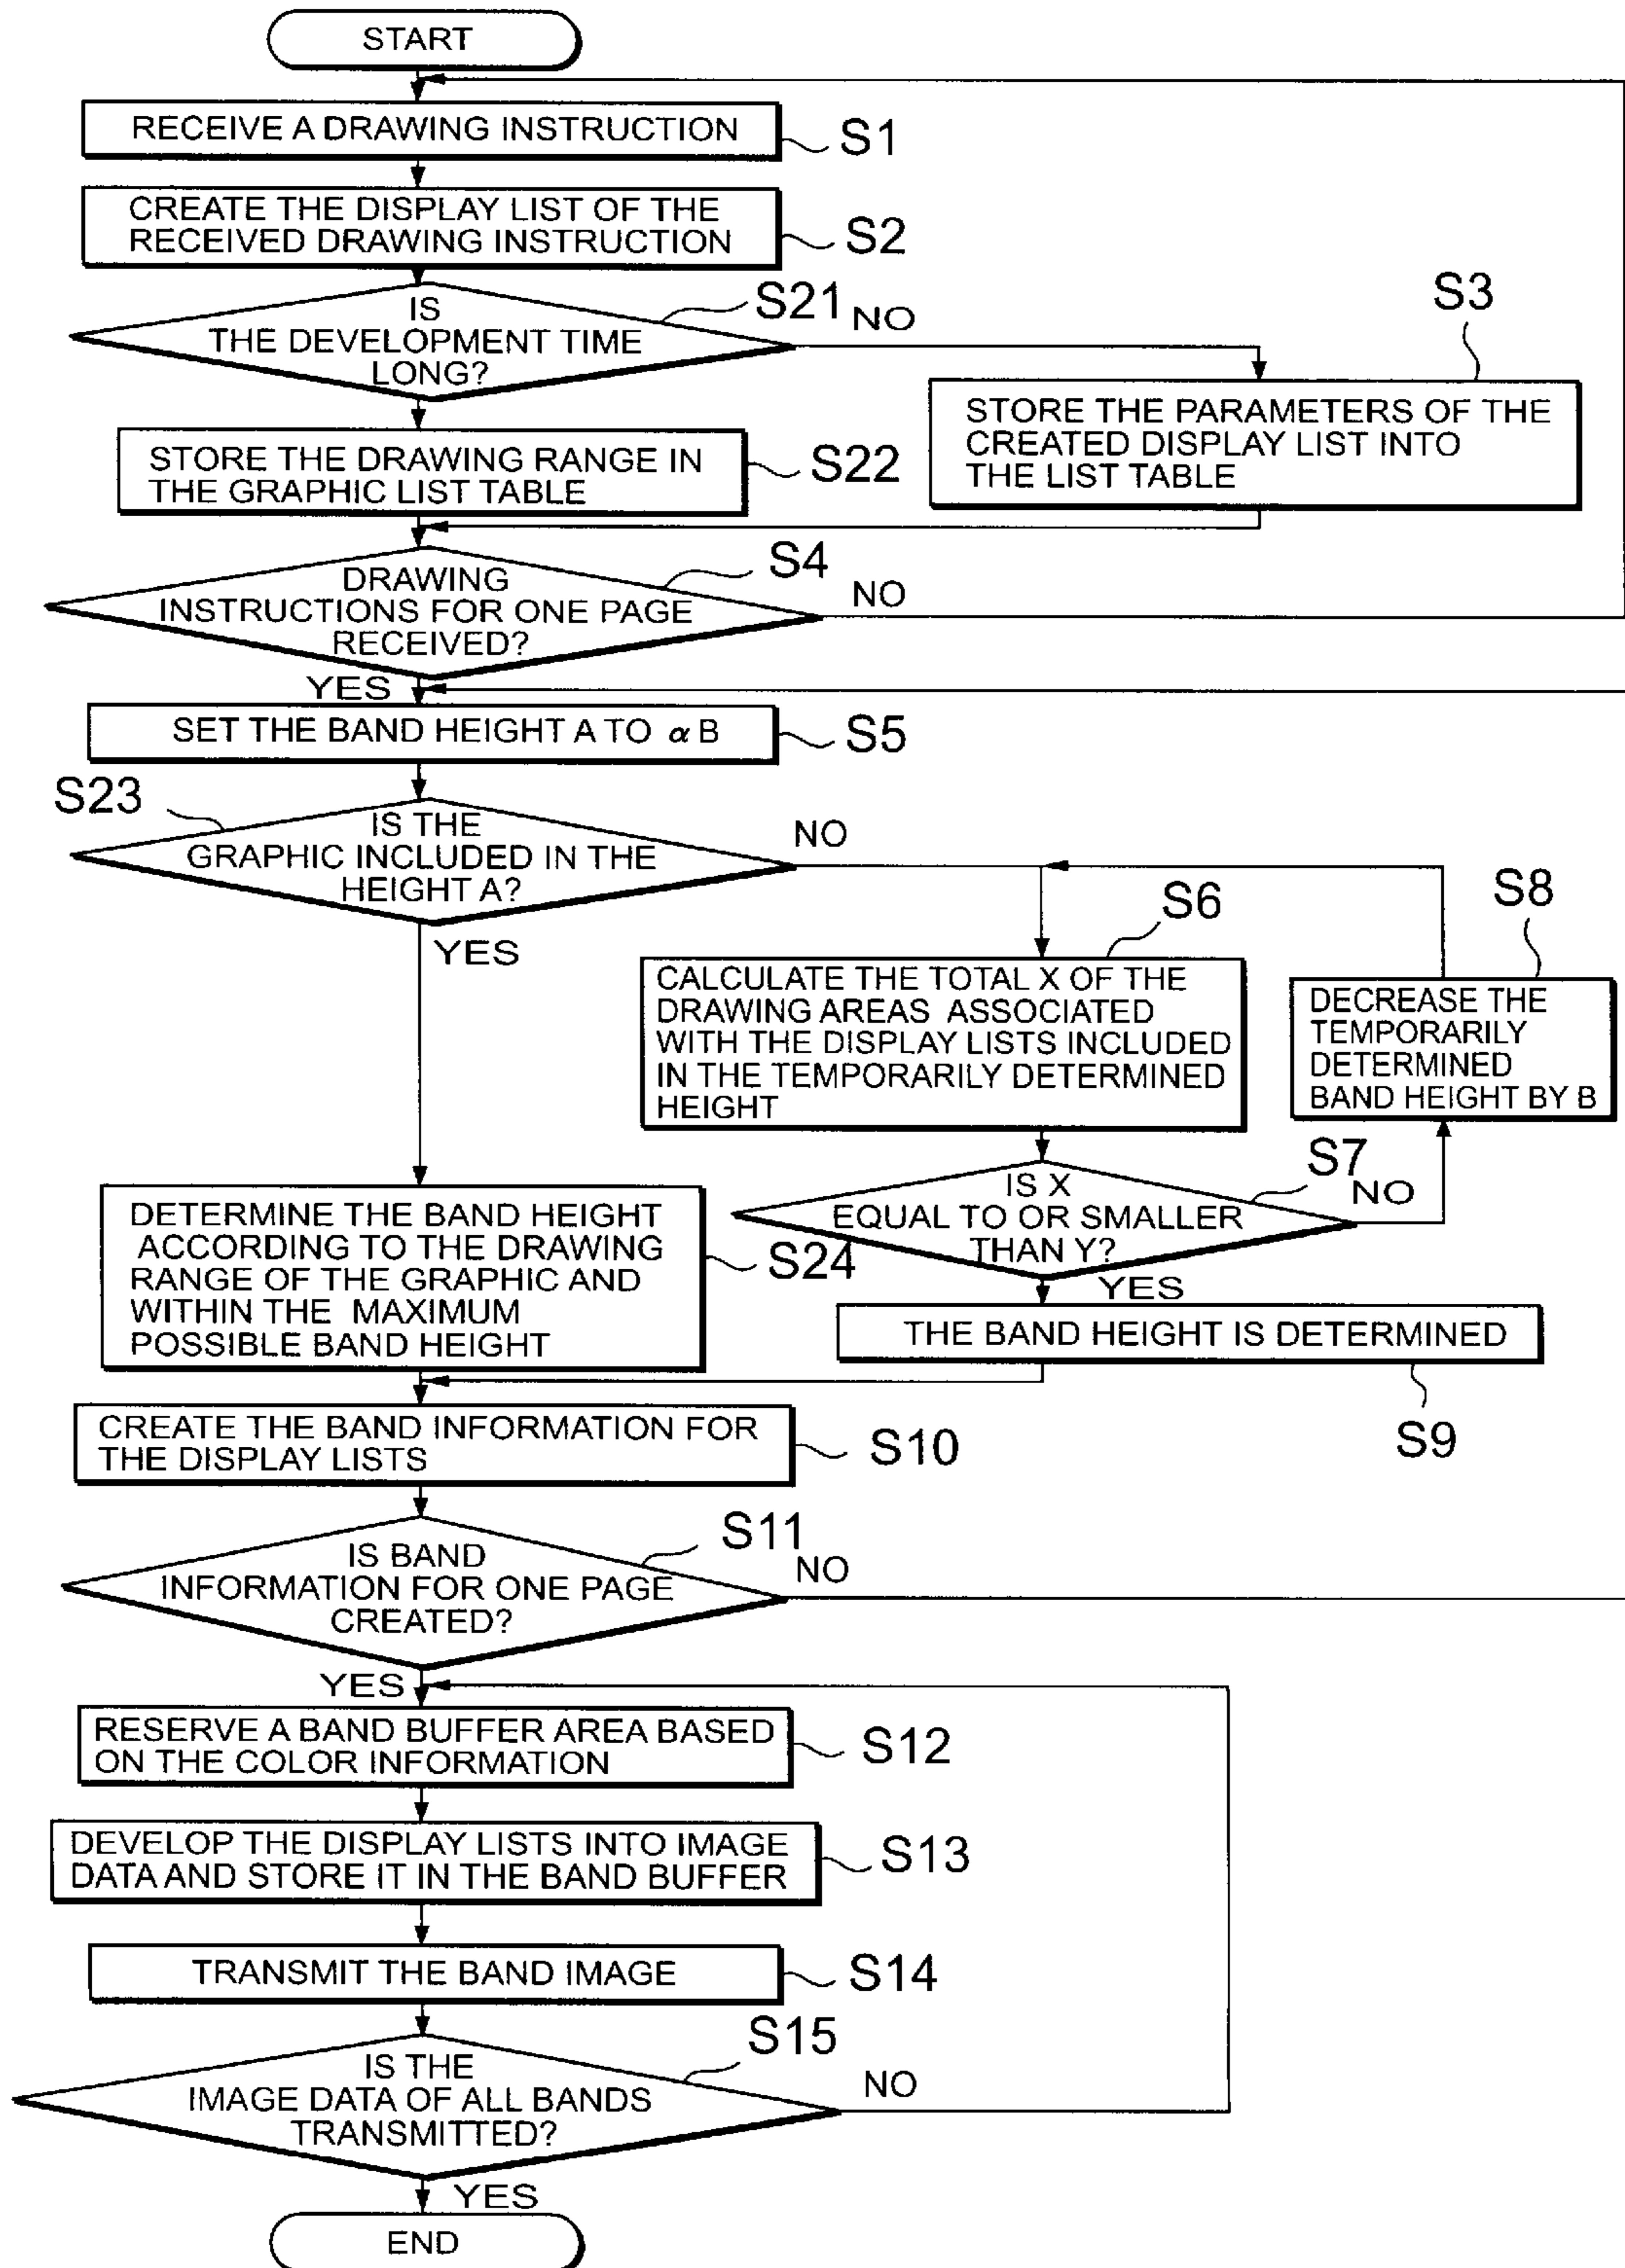 START
RECEIVE A DRAWING INSTRUCTION
S1
CREATE THE DISPLAY LIST OF THE
RECEIVED DRAWING INSTRUCTION
S2
IS
THE DEVELOPMENT TIME
LONG?
S21
NO
S3
STORE THE PARAMETERS OF THE
CREATED DISPLAY LIST INTO
THE LIST TABLE
STORE THE DRAWING RANGE IN
THE GRAPHIC LIST TABLE
S22
DRAWING
INSTRUCTIONS FOR ONE PAGE
RECEIVED?
S4
NO
YES
SET THE BAND HEIGHT A TO α B
S5
S23
IS THE
GRAPHIC INCLUDED IN THE
HEIGHT A?
NO
YES
S6
CALCULATE THE TOTAL X OF THE
DRAWING AREAS ASSOCIATED
WITH THE DISPLAY LISTS INCLUDED
IN THE TEMPORARILY DETERMINED
HEIGHT
S8
DECREASE THE
TEMPORARILY
DETERMINED
BAND HEIGHT BY B
IS X
EQUAL TO OR SMALLER
THAN Y?
S7
NO
YES
DETERMINE THE BAND HEIGHT
ACCORDING TO THE DRAWING
RANGE OF THE GRAPHIC AND
WITHIN THE MAXIMUM
POSSIBLE BAND HEIGHT
S24
THE BAND HEIGHT IS DETERMINED
S9
CREATE THE BAND INFORMATION FOR
THE DISPLAY LISTS
S10
IS BAND
INFORMATION FOR ONE PAGE
CREATED?
S11
NO
YES
RESERVE A BAND BUFFER AREA BASED
ON THE COLOR INFORMATION
S12
DEVELOP THE DISPLAY LISTS INTO IMAGE
DATA AND STORE IT IN THE BAND BUFFER
S13
TRANSMIT THE BAND IMAGE
S14
IS THE
IMAGE DATA OF ALL BANDS
TRANSMITTED?
S15
NO
YES
END